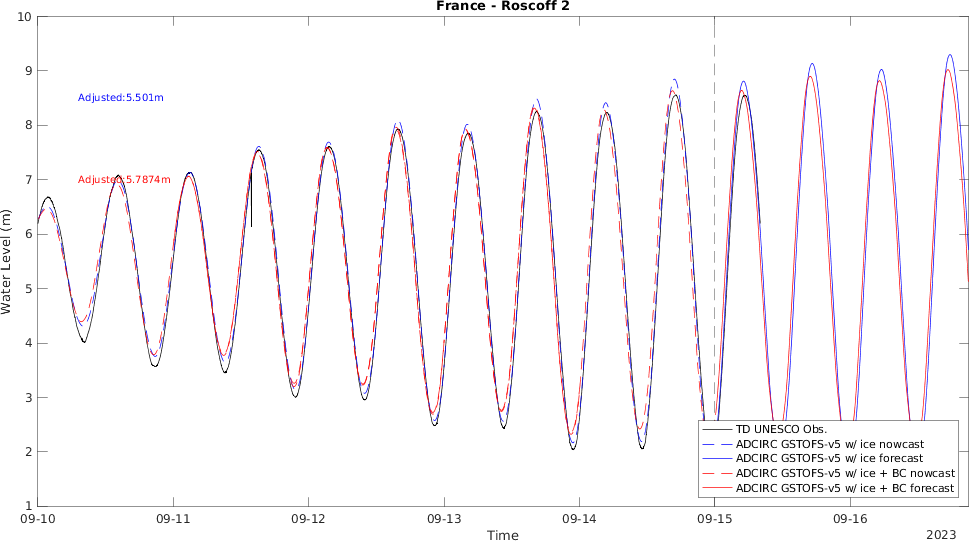 France - Roscoff 2
10
9
8
7
6
5
4
3
2
1
Water Level (m)
Adjusted:5.501m
Adjusted:5.7874m
TD UNESCO Obs.
ADCIRC GSTOFS-v5 w/ ice nowcast
ADCIRC GSTOFS-v5 w/ ice forecast
ADCIRC GSTOFS-v5 w/ ice + BC nowcast
ADCIRC GSTOFS-v5 w/ ice + BC forecast
09-10 09-11 09-12 09-13 09-14 09-15 09-16
Time
2023